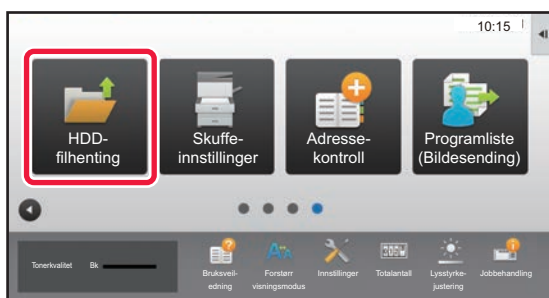 10:15
HDD-
filhenting
Skuffe-
innstillinger
Adresse-
kontroll
Programliste
(Bildesending)
Tonerkvalitet Bk
Bruksveil-
edning
Forstørr
visningsmodus
Innstillinger
Totalantall
Lysstyrke-
justering
Jobbehandling